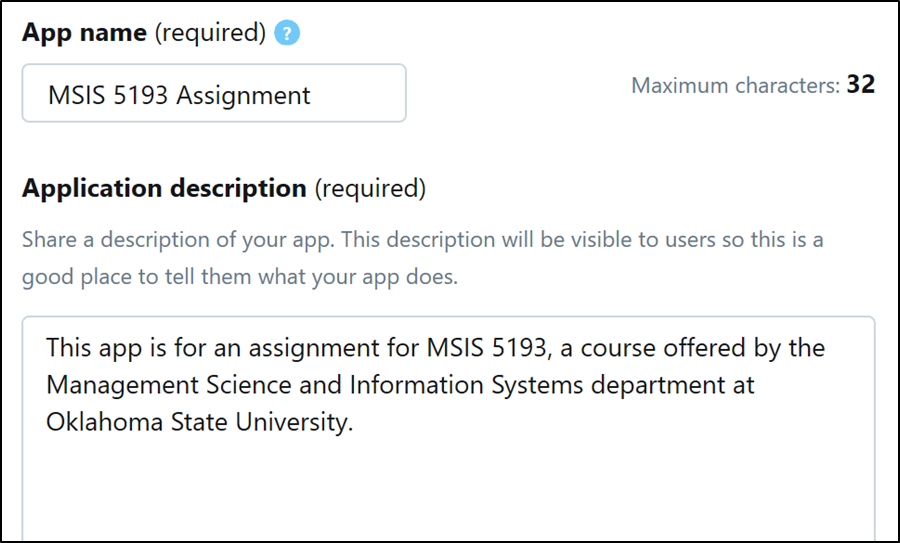 App name (required) ?
MSIS 5193 Assignment
Maximum characters: 32
Application description (required)
Share a description of your app. This description will be visible to users so this is a
good place to tell them what your app does.
This app is for an assignment for MSIS 5193, a course offered by the
Management Science and Information Systems department at
Oklahoma State University.